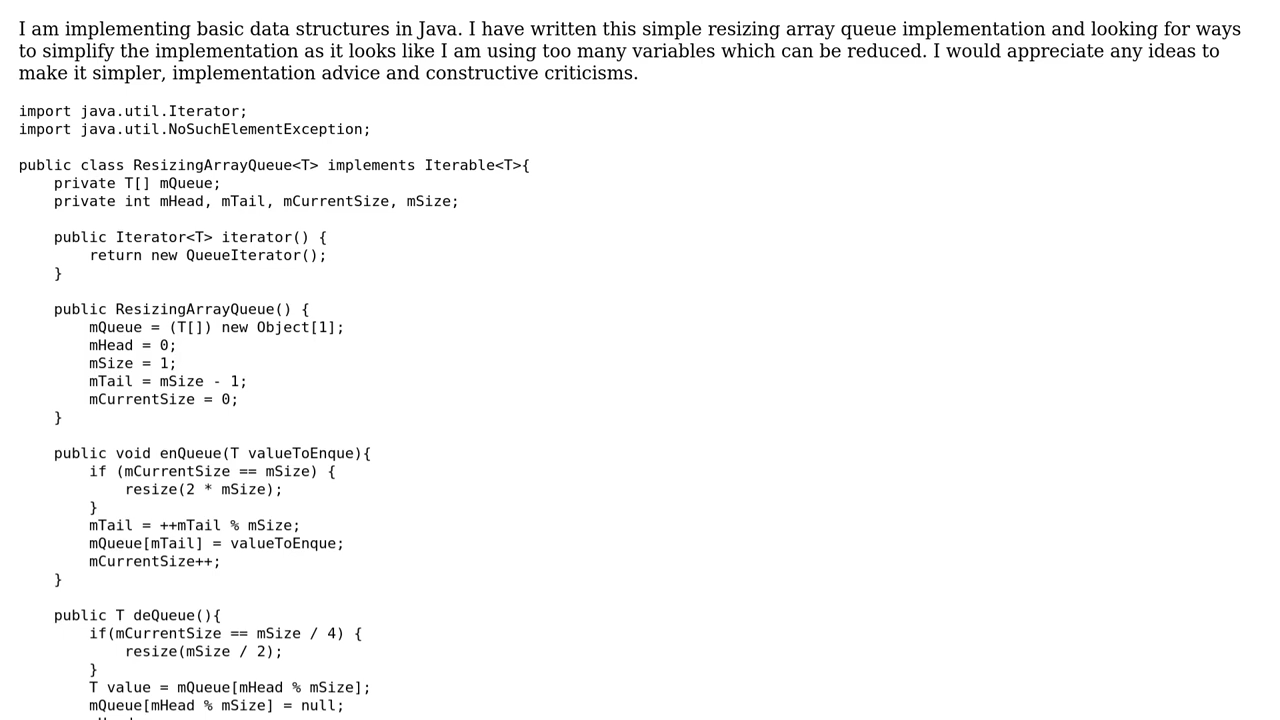 I am implementing basic data structures in Java. I have written this simple resizing array queue implementation and looking for ways
to simplify the implementation as it looks like I am using too many variables which can be reduced. I would appreciate any ideas to
make it simpler, implementation advice and constructive criticisms.
import java.util.Iterator;
import java.util.NoSuchElementException;
public class ResizingArrayQueue<T> implements Iterable<T>{
    private T[] mQueue;
    private int mHead, mTail, mCurrentSize, mSize;
    public Iterator<T> iterator() {
        return new QueueIterator();
    }
    public ResizingArrayQueue() {
        mQueue = (T[]) new Object[1];
        mHead = 0;
        mSize = 1;
        mTail = mSize - 1;
        mCurrentSize = 0;
    }
    public void enQueue(T valueToEnque){
        if (mCurrentSize == mSize) {
            resize(2 * mSize);
        }
        mTail = ++mTail % mSize;
        mQueue[mTail] = valueToEnque;
        mCurrentSize++;
    }
    public T deQueue(){
        if(mCurrentSize == mSize / 4) {
            resize(mSize / 2);
        }
        T value = mQueue[mHead % mSize];
        mQueue[mHead % mSize] = null;